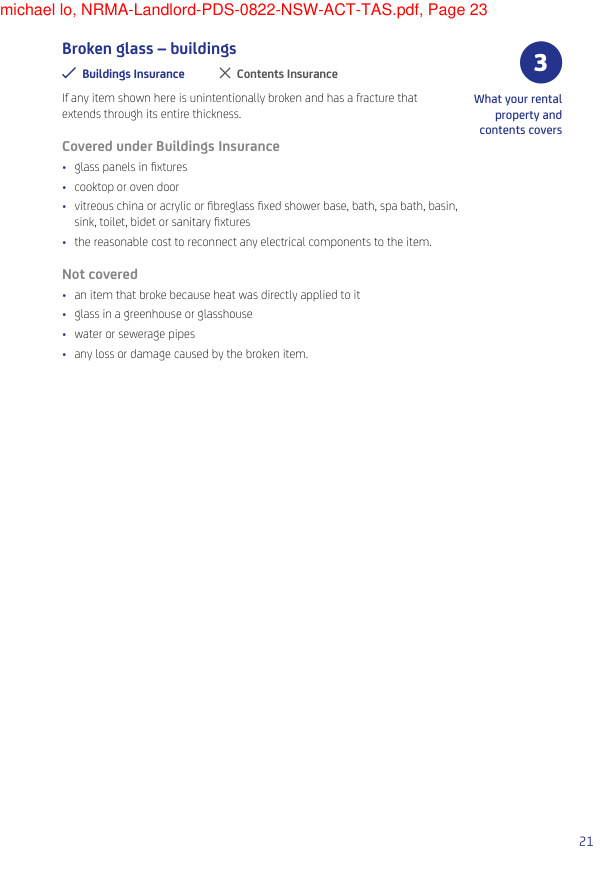 michael lo, NRMA-Landlord-PDS-0822-NSW-ACT-TAS.pdf, Page 23
Broken glass – buildings
Buildings Insurance
Contents Insurance
If any item shown here is unintentionally broken and has a fracture that
extends through its entire thickness.
3
What your rental
property and
contents covers
Covered under Buildings Insurance
• glass panels in fixtures
• cooktop or oven door
• vitreous china or acrylic or fibreglass fixed shower base, bath, spa bath, basin,
sink, toilet, bidet or sanitary fixtures
• the reasonable cost to reconnect any electrical components to the item.
Not covered
• an item that broke because heat was directly applied to it
• glass in a greenhouse or glasshouse
• water or sewerage pipes
• any loss or damage caused by the broken item.
21